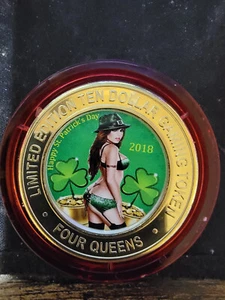 LIMITED EDITION TEN DOLLAR GAMING TOKEN
Happy St. Patrick's Day
2018
• FOUR QUEENS •